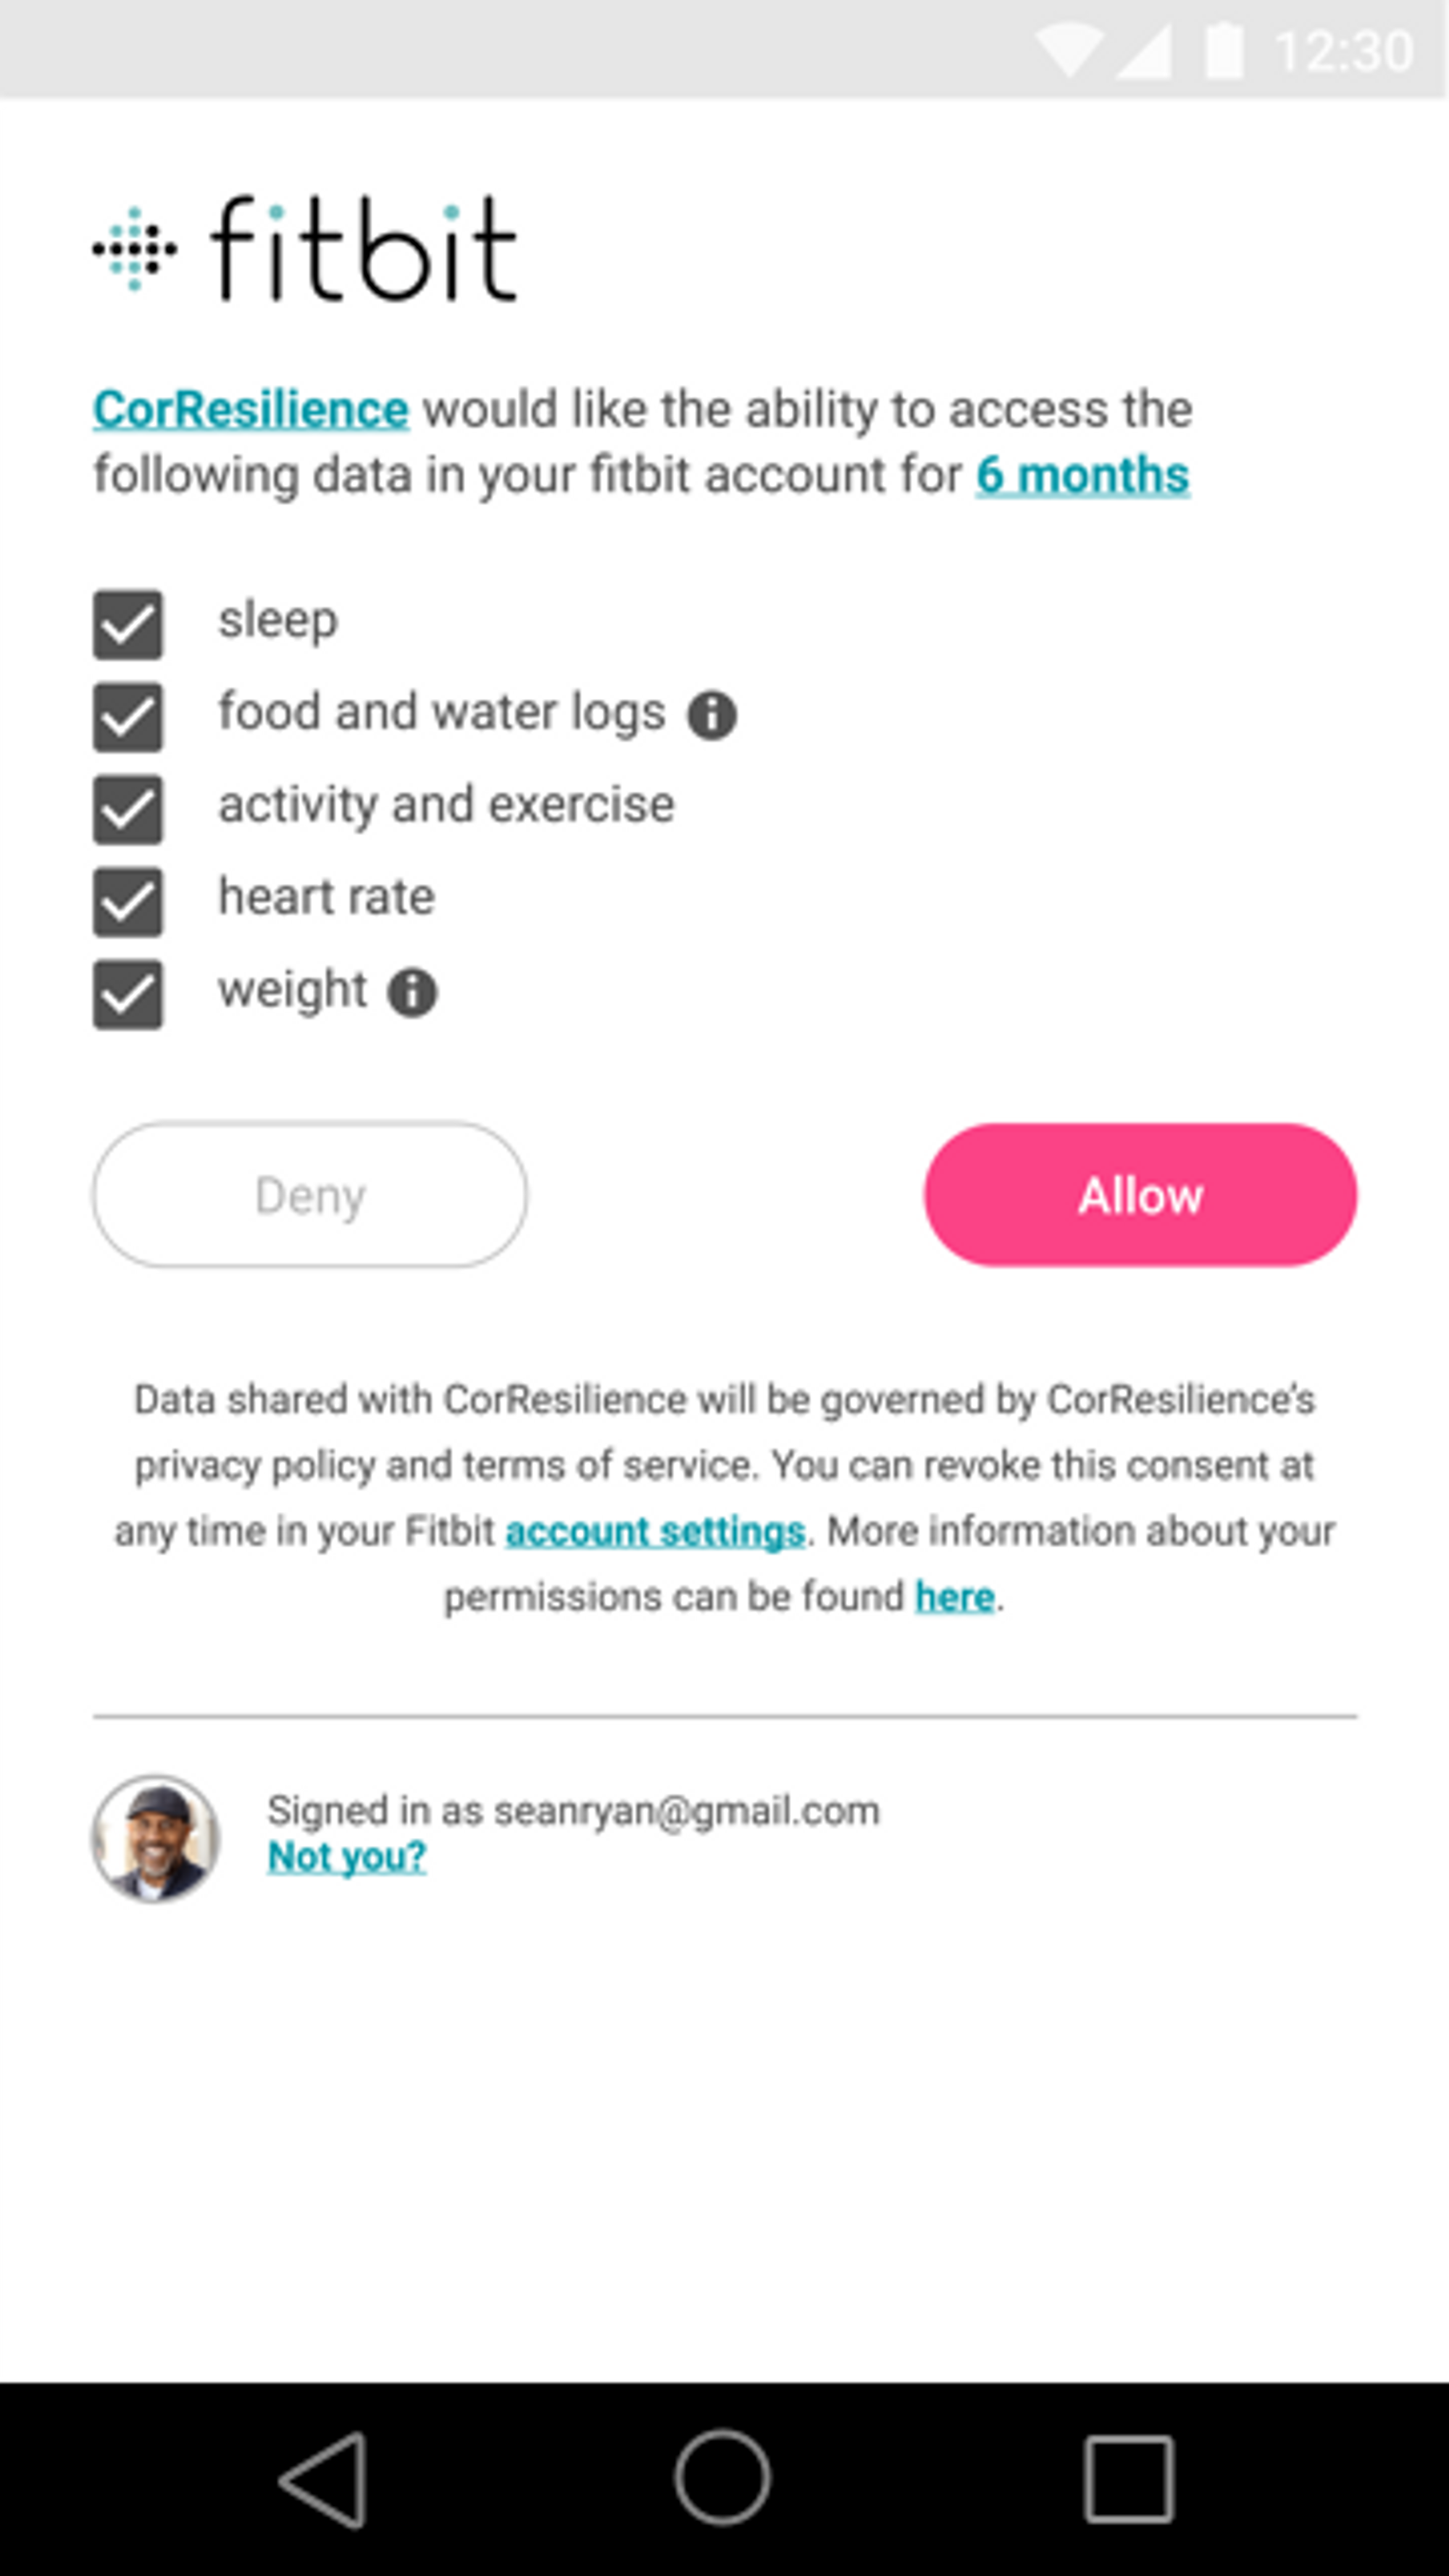 12:30
fitbit
CorResilience would like the ability to access the
following data in your fitbit account for 6 months
sleep
food and water logs
activity and exercise
heart rate
weight
Deny
Allow
Data shared with CorResilience will be governed by CorResilience's
privacy policy and terms of service. You can revoke this consent at
any time in your Fitbit account settings. More information about your
permissions can be found here.
Signed in as seanryan@gmail.com
Not you?